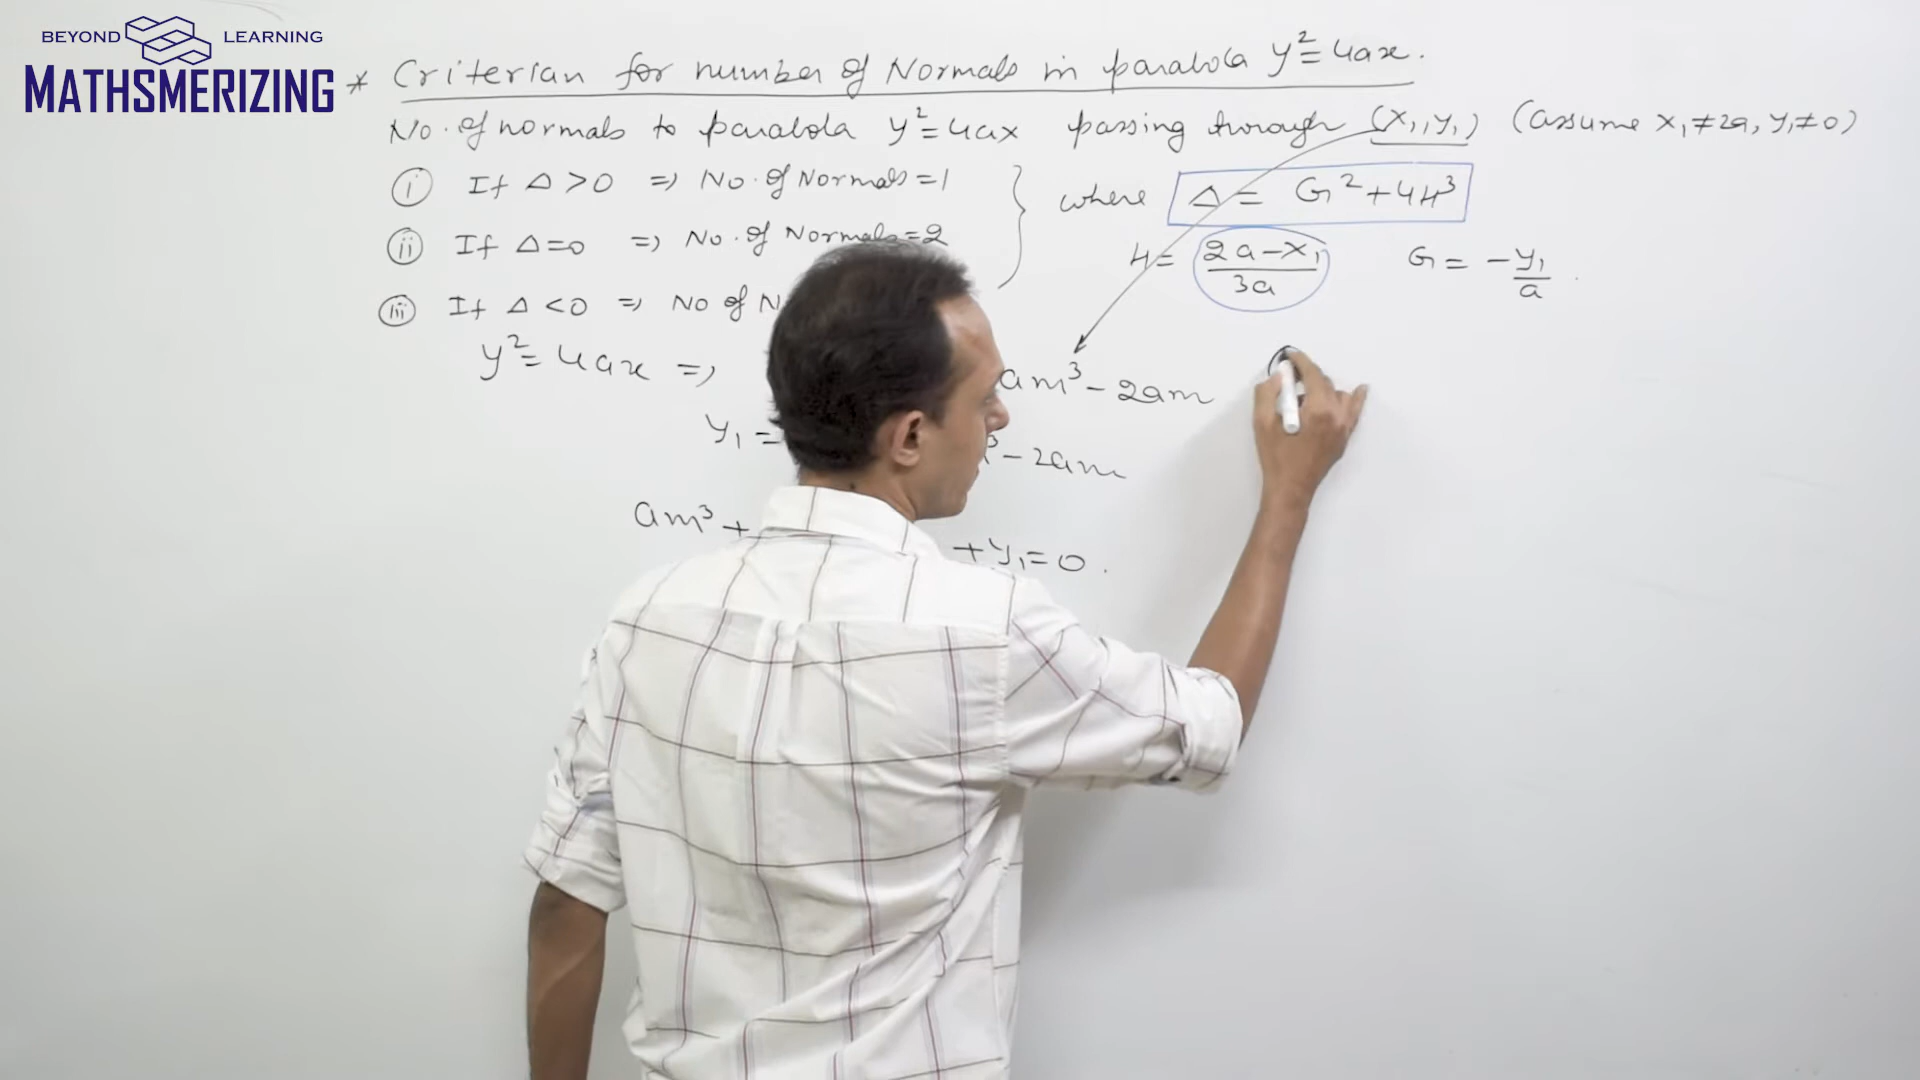 BEYOND LEARNING
MATHSMERIZING
* Criterian for number of Normals in parabola y²=4ax.
No. of normals to parabola y²=4ax passing through (x₁,y₁) (assume x₁≠2a, y₁≠0)
(i) If Δ>0 => No. of Normals=1
(ii) If Δ=0 => No. of Normals=2
(iii) If Δ<0 => No of N
where Δ= G²+4H³
H= (2a-x₁)/3a G= -y₁/a
y²=4ax => am³-2am
y₁= ³-2am
am³+ +y₁=0.